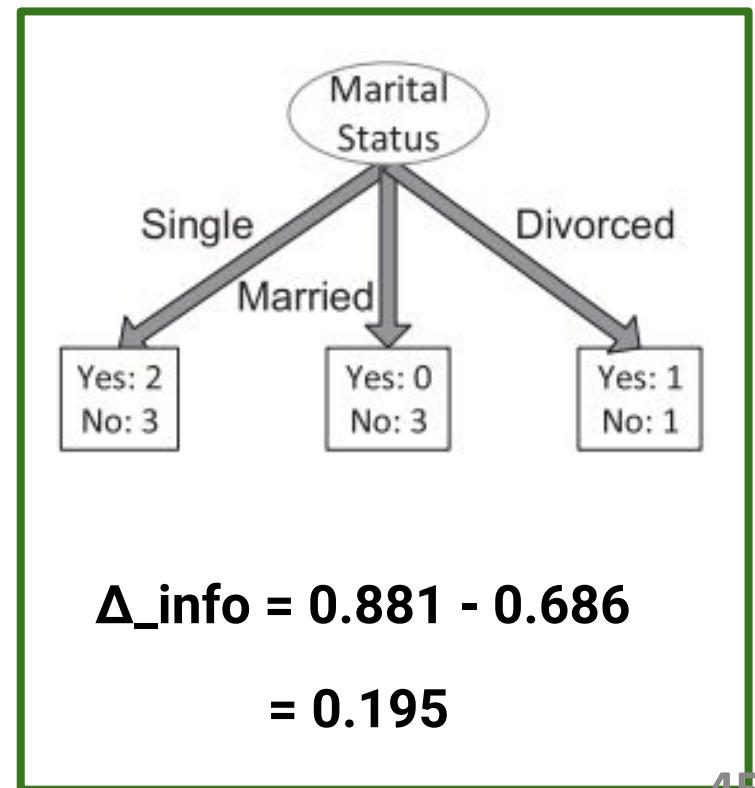 Marital
Status
Single
Divorced
Married
Yes: 2
No: 3
Yes: 0
No: 3
Yes: 1
No: 1
Δ_info = 0.881 - 0.686
= 0.195